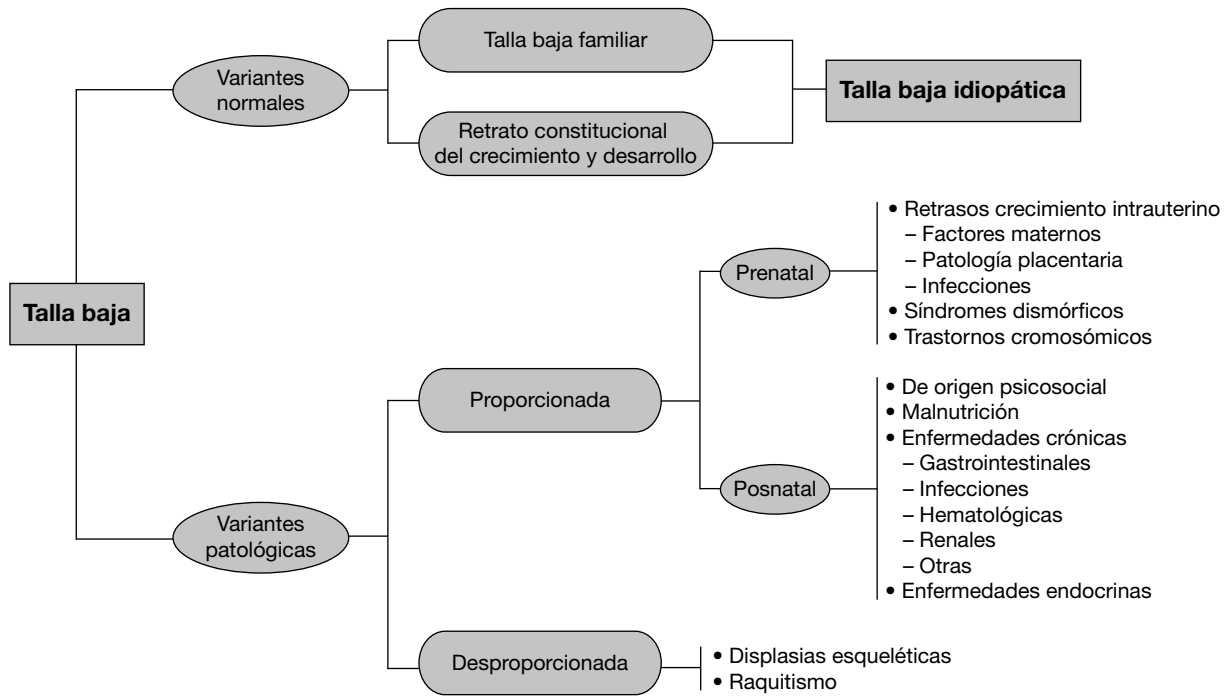 Talla baja familiar
Variantes
normales
Talla baja idiopática
Retrato constitucional
del crecimiento y desarrollo
• Retrasos crecimiento intrauterino
– Factores maternos
– Patología placentaria
– Infecciones
• Síndromes dismórficos
• Trastornos cromosómicos
Prenatal
Talla baja
Proporcionada
• De origen psicosocial
• Malnutrición
• Enfermedades crónicas
– Gastrointestinales
– Infecciones
– Hematológicas
– Renales
– Otras
• Enfermedades endocrinas
Posnatal
Variantes
patológicas
Desproporcionada
• Displasias esqueléticas
• Raquitismo